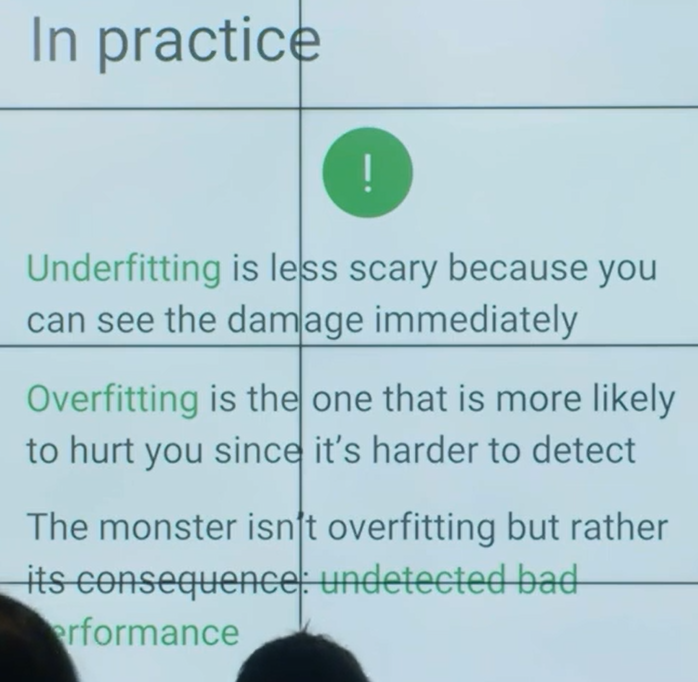 In practice
!
Underfitting is less scary because you
can see the damage immediately
Overfitting is the one that is more likely
to hurt you since it's harder to detect
The monster isn't overfitting but rather
its consequence: undetected bad
performance